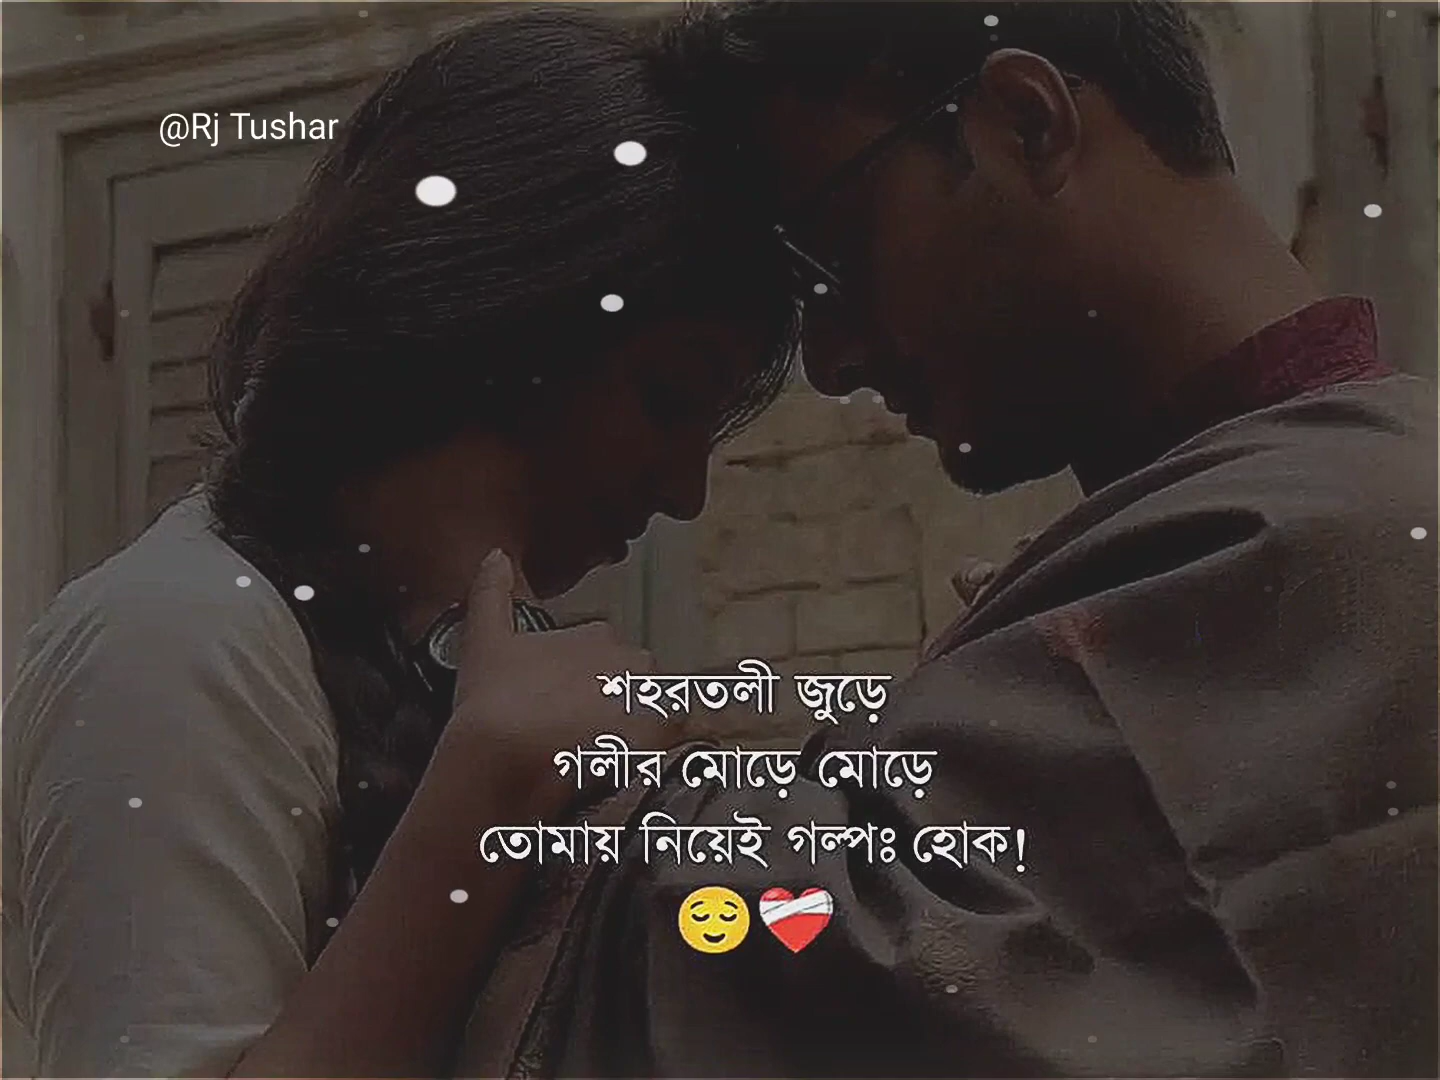 @Rj Tushar
শহরতলী জুড়ে
গলীর মোড়ে মোড়ে
তোমায় নিয়েই গল্পঃ হোক!
😌❤️‍🩹